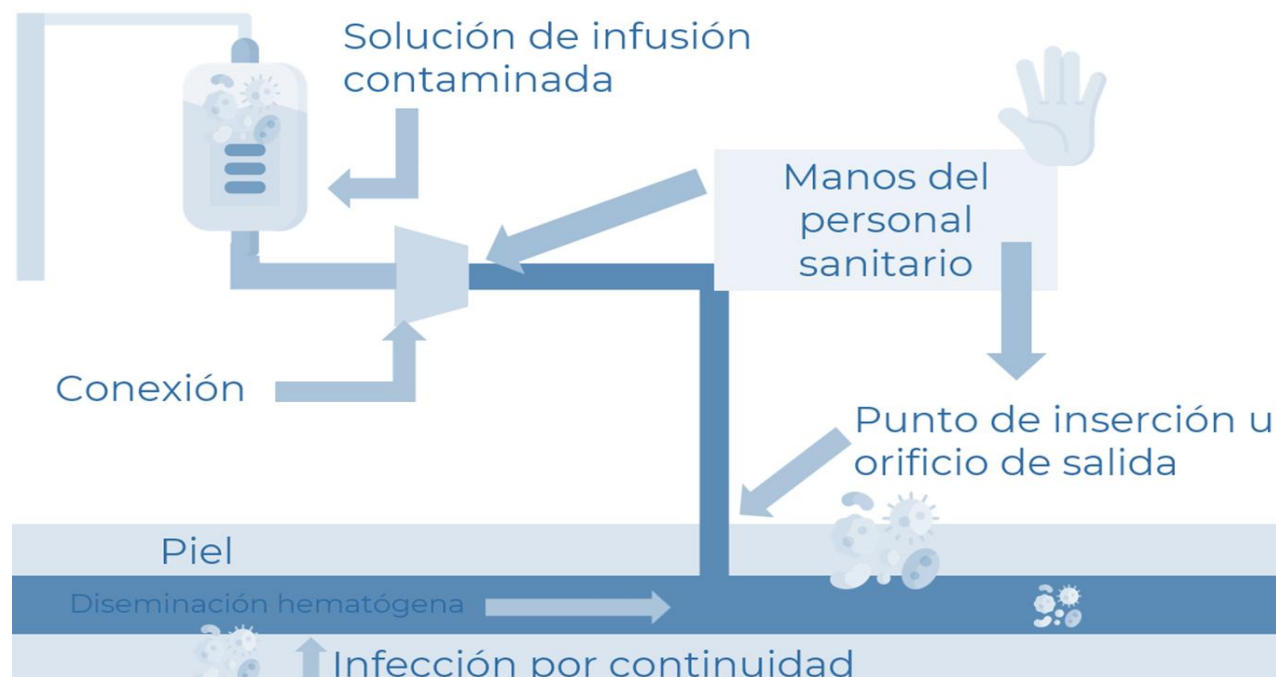 Solución de infusión
contaminada
Manos del
personal
sanitario
Conexión
Punto de inserción u
orificio de salida
Piel
Diseminación hematógena
Infección por continuidad